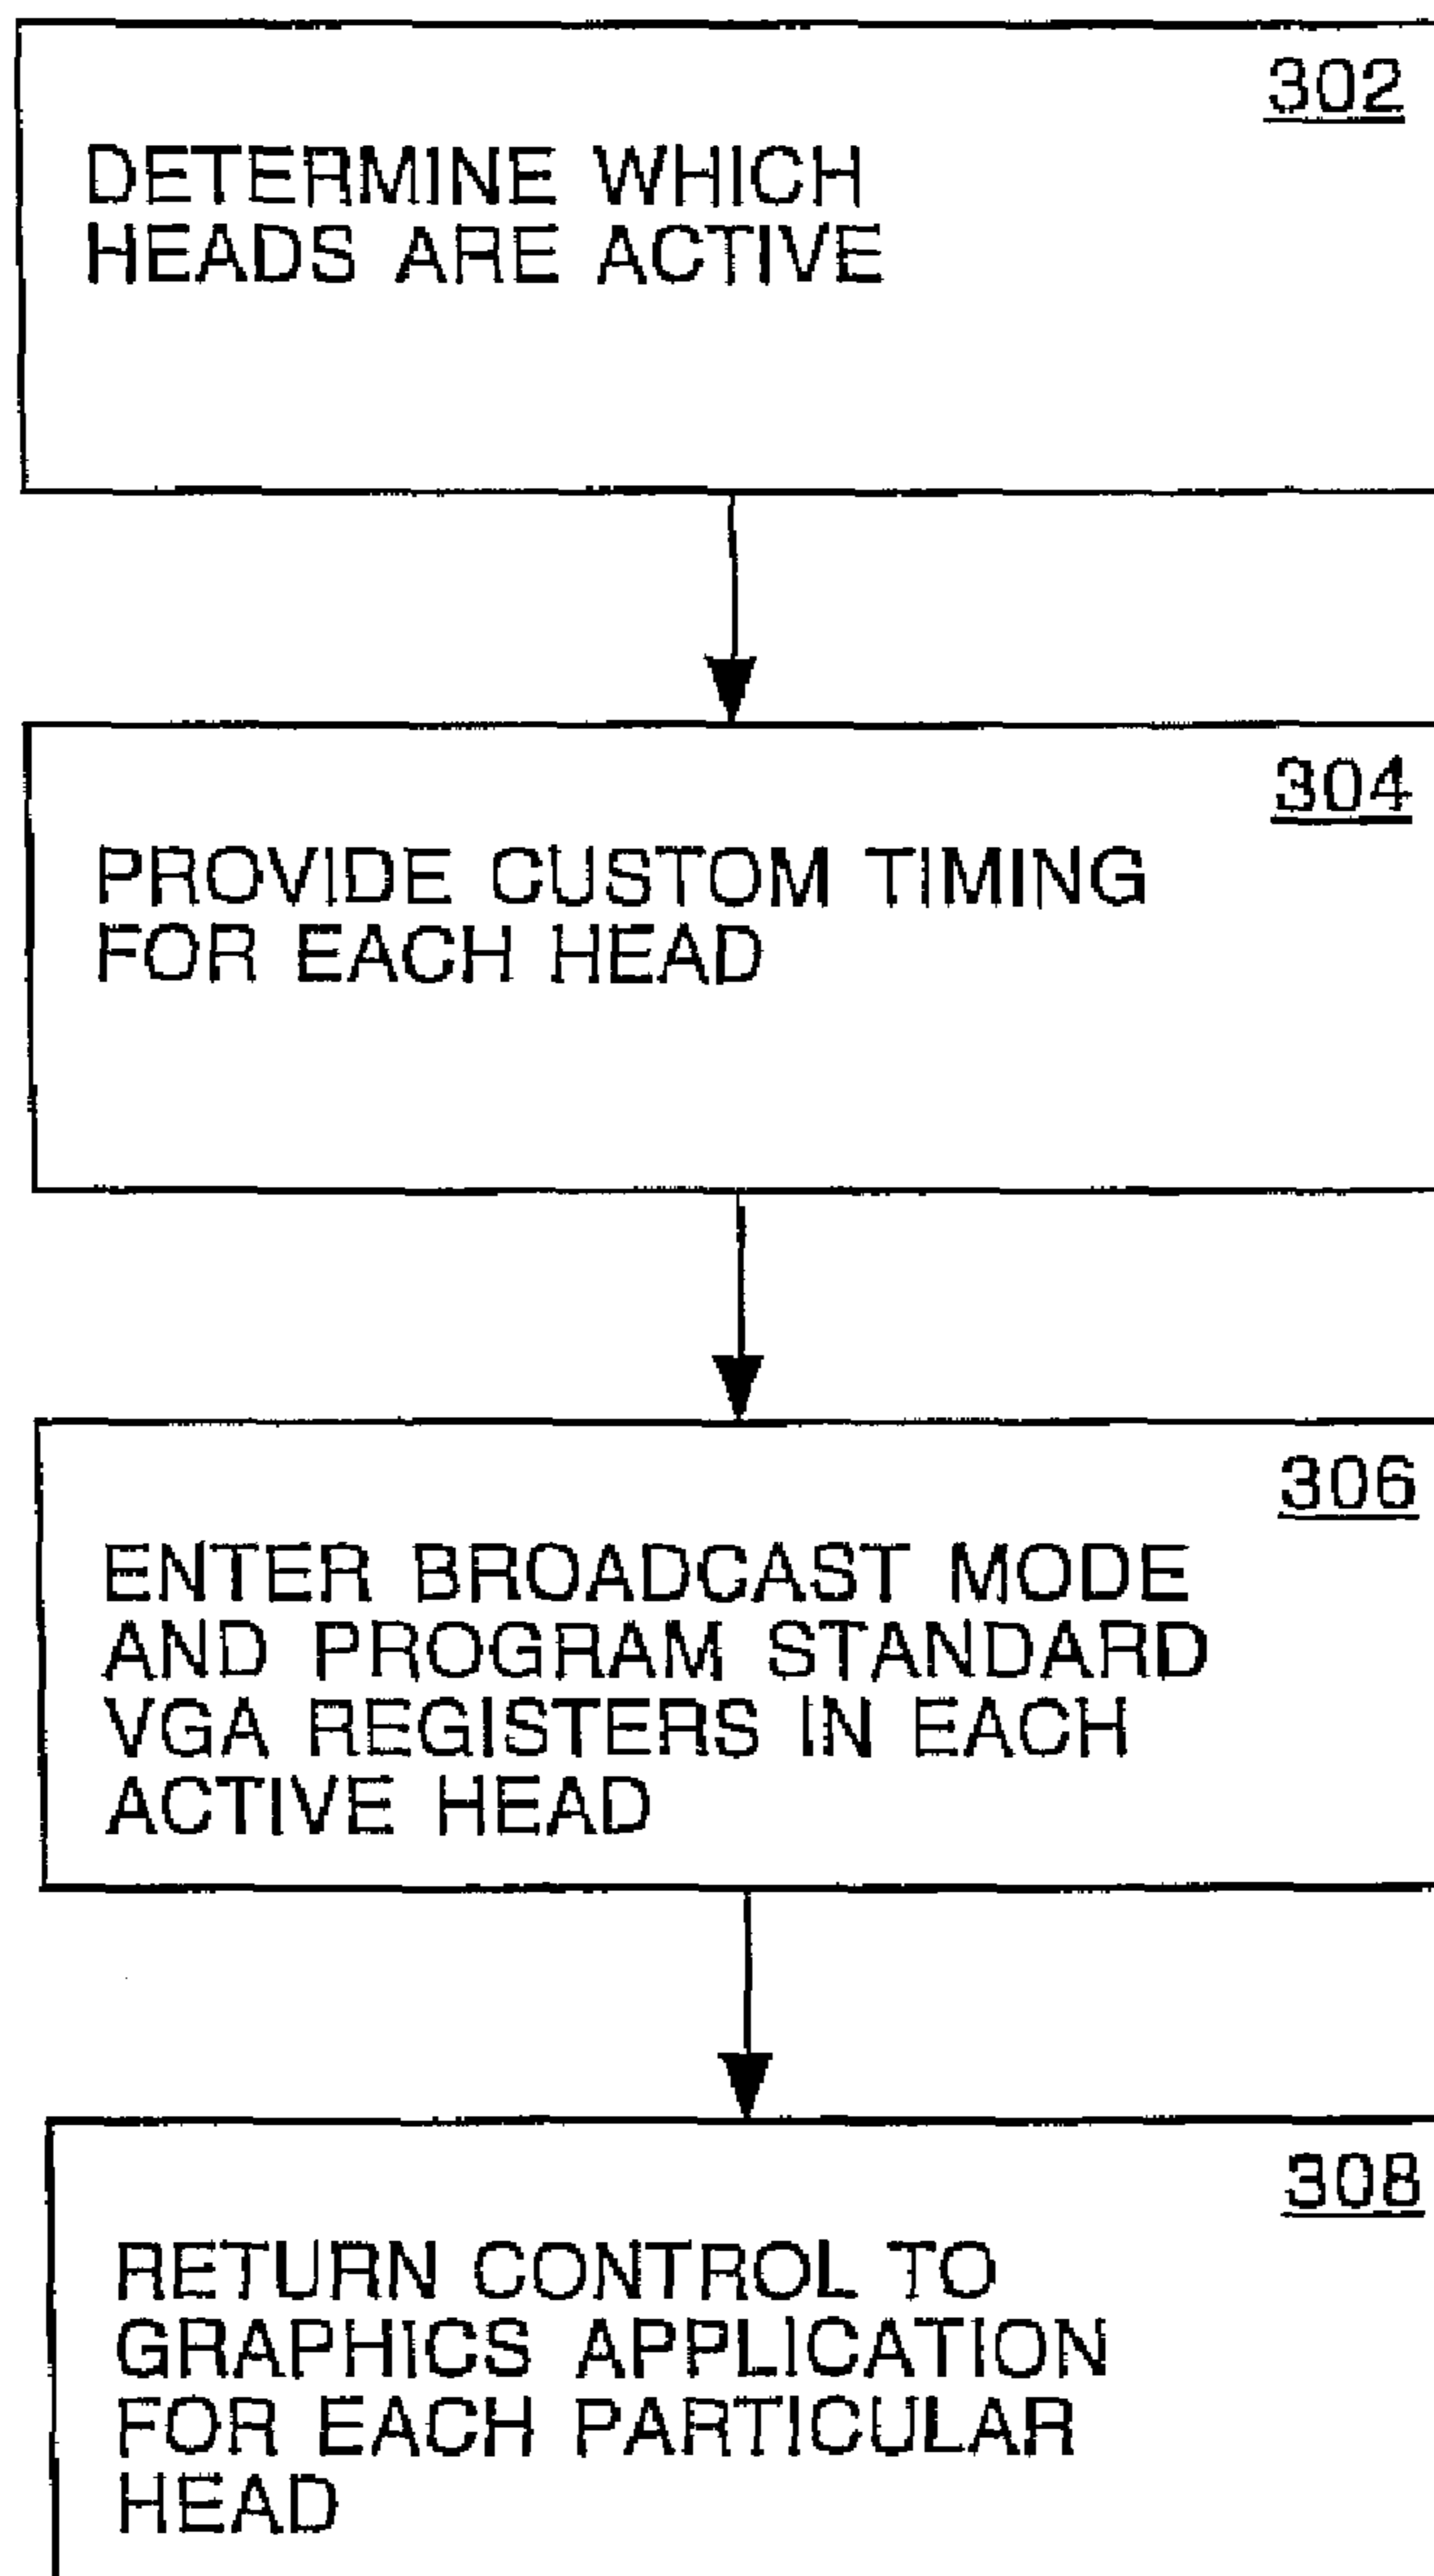 302
DETERMINE WHICH
HEADS ARE ACTIVE
304
PROVIDE CUSTOM TIMING
FOR EACH HEAD
306
ENTER BROADCAST MODE
AND PROGRAM STANDARD
VGA REGISTERS IN EACH
ACTIVE HEAD
308
RETURN CONTROL TO
GRAPHICS APPLICATION
FOR EACH PARTICULAR
HEAD